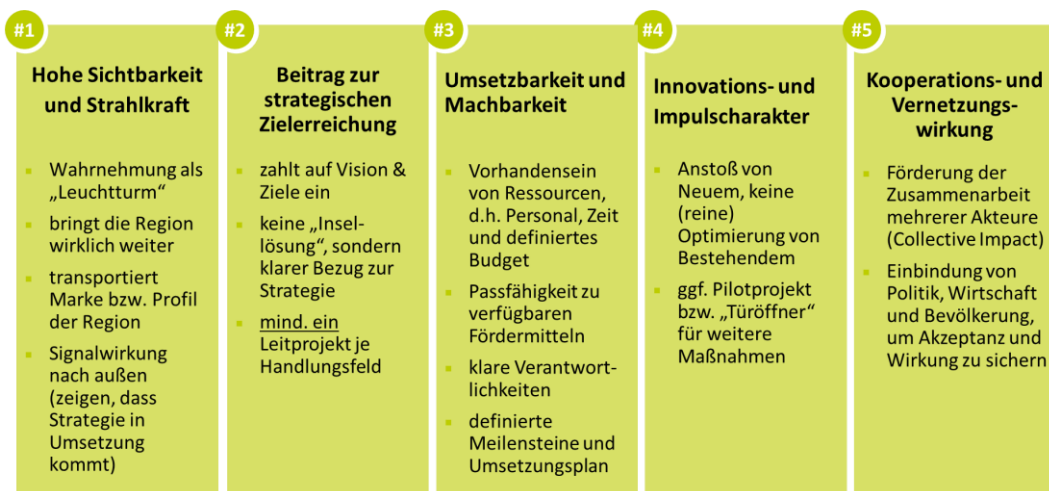 #1
Hohe Sichtbarkeit
und Strahlkraft
Wahrnehmung als
„Leuchtturm“
bringt die Region
wirklich weiter
transportiert
Marke bzw. Profil
der Region
Signalwirkung
nach außen
(zeigen, dass
Strategie in
Umsetzung
kommt)
#2
Beitrag zur
strategischen
Zielerreichung
zahlt auf Vision &
Ziele ein
keine „Insel-
lösung“, sondern
klarer Bezug zur
Strategie
mind. ein
Leitprojekt je
Handlungsfeld
#3
Umsetzbarkeit und
Machbarkeit
Vorhandensein
von Ressourcen,
d.h. Personal, Zeit
und definiertes
Budget
Passfähigkeit zu
verfügbaren
Fördermitteln
klare Verantwort-
lichkeiten
definierte
Meilensteine und
Umsetzungsplan
#4
Innovations- und
Impulscharakter
Anstoß von
Neuem, keine
(reine)
Optimierung von
Bestehendem
ggf. Pilotprojekt
bzw. „Türöffner“
für weitere
Maßnahmen
#5
Kooperations- und
Vernetzungs-
wirkung
Förderung der
Zusammenarbeit
mehrerer Akteure
(Collective Impact)
Einbindung von
Politik, Wirtschaft
und Bevölkerung,
um Akzeptanz und
Wirkung zu sichern